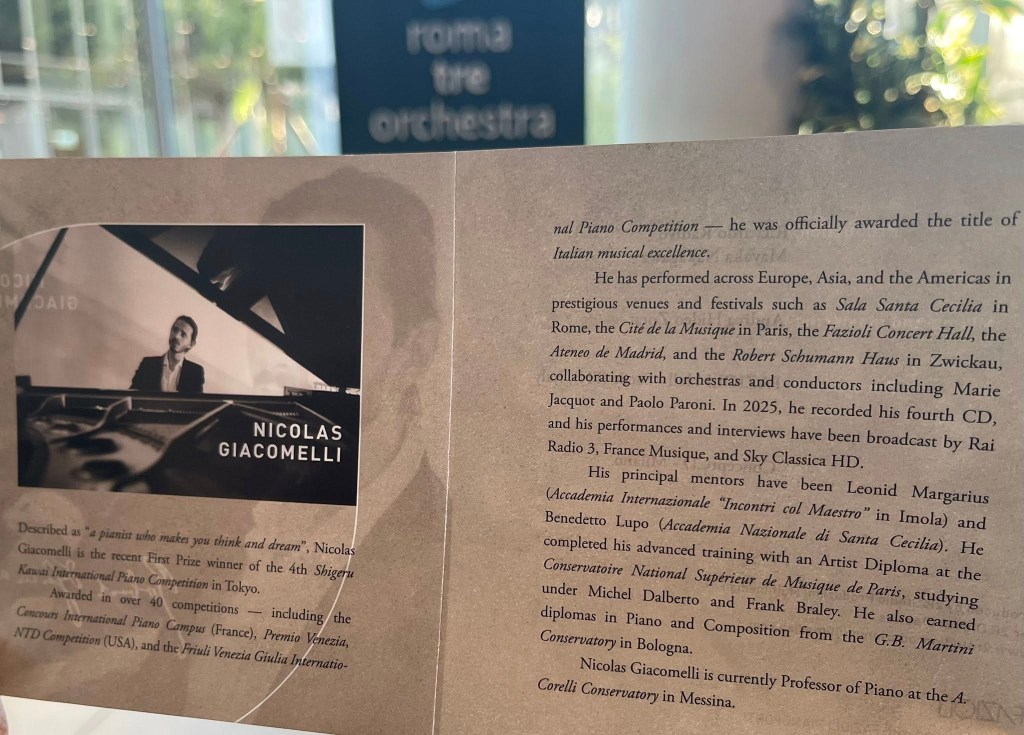 roma
tre
orchestra
NICOLAS
GIACOMELLI
Described as “a pianist who makes you think and dream”, Nicolas
Giacomelli is the recent First Prize winner of the 4th Shigeru
Kawai International Piano Competition in Tokyo.
Awarded in over 40 competitions — including the
Concours International Piano Campus (France), Premio Venezia,
NTD Competition (USA), and the Friuli Venezia Giulia Internatio-
nal Piano Competition — he was officially awarded the title of
Italian musical excellence.
He has performed across Europe, Asia, and the Americas in
prestigious venues and festivals such as Sala Santa Cecilia in
Rome, the Cité de la Musique in Paris, the Fazioli Concert Hall, the
Ateneo de Madrid, and the Robert Schumann Haus in Zwickau,
collaborating with orchestras and conductors including Marie
Jacquot and Paolo Paroni. In 2025, he recorded his fourth CD,
and his performances and interviews have been broadcast by Rai
Radio 3, France Musique, and Sky Classica HD.
His principal mentors have been Leonid Margarius
(Accademia Internazionale “Incontri col Maestro” in Imola) and
Benedetto Lupo (Accademia Nazionale di Santa Cecilia). He
completed his advanced training with an Artist Diploma at the
Conservatoire National Supérieur de Musique de Paris, studying
under Michel Dalberto and Frank Braley. He also earned
diplomas in Piano and Composition from the G.B. Martini
Conservatory in Bologna.
Nicolas Giacomelli is currently Professor of Piano at the A.
Corelli Conservatory in Messina.